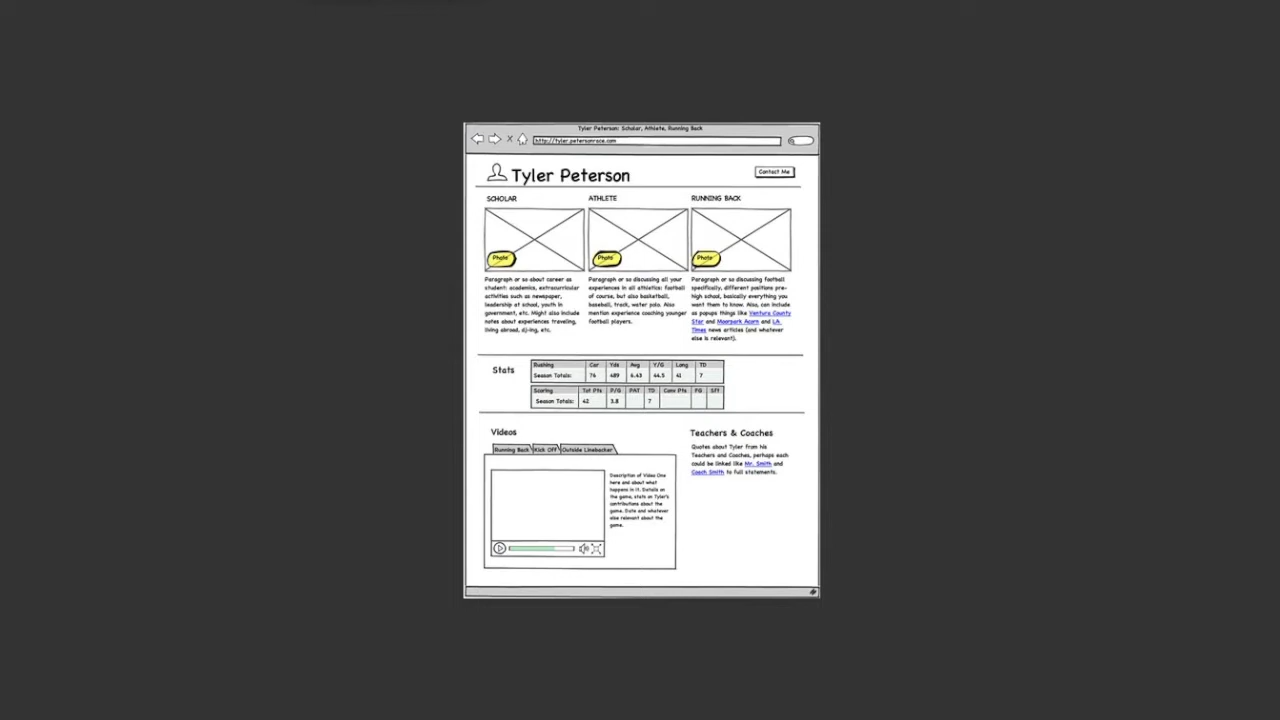 Tyler Peterson: Scholar, Athlete, Running Back
http://tyler.petersonrace.com
Tyler Peterson
Contact Me
SCHOLAR
ATHLETE
RUNNING BACK
Photo
Photo
Photo
Paragraph or so about career as
student: academics, extracurricular
activities such as newspaper,
leadership at school, youth in
government, etc. Might also include
notes about experiences traveling,
living abroad, dj-ing, etc.
Paragraph or so discussing all your
experiences in all athletics: football
of course, but also basketball,
baseball, track, water polo. Also
mention experience coaching younger
football players.
Paragraph or so discussing football
specifically, different positions pre-
high school, basically everything you
want them to know. Also, can include
as popups things like Ventura County
Star and Moorpark Acorn and LA
Times news articles (and whatever
else is relevant).
Stats
Rushing Car Yds Avg Y/G Long TD
Season Totals: 76 489 6.43 44.5 41 7
Scoring Tot Pts P/G PAT TD Conv Pts FG Sft
Season Totals: 42 3.8 7
Videos
Running Back Kick Off Outside Linebacker
Description of Video One
here and about what
happens in it. Details on
the game, stats on Tyler's
contributions about the
game. Date and whatever
else relevant about the
game.
Teachers & Coaches
Quotes about Tyler from his
Teachers and Coaches, perhaps each
could be linked like Mr. Smith and
Coach Smith to full statements.